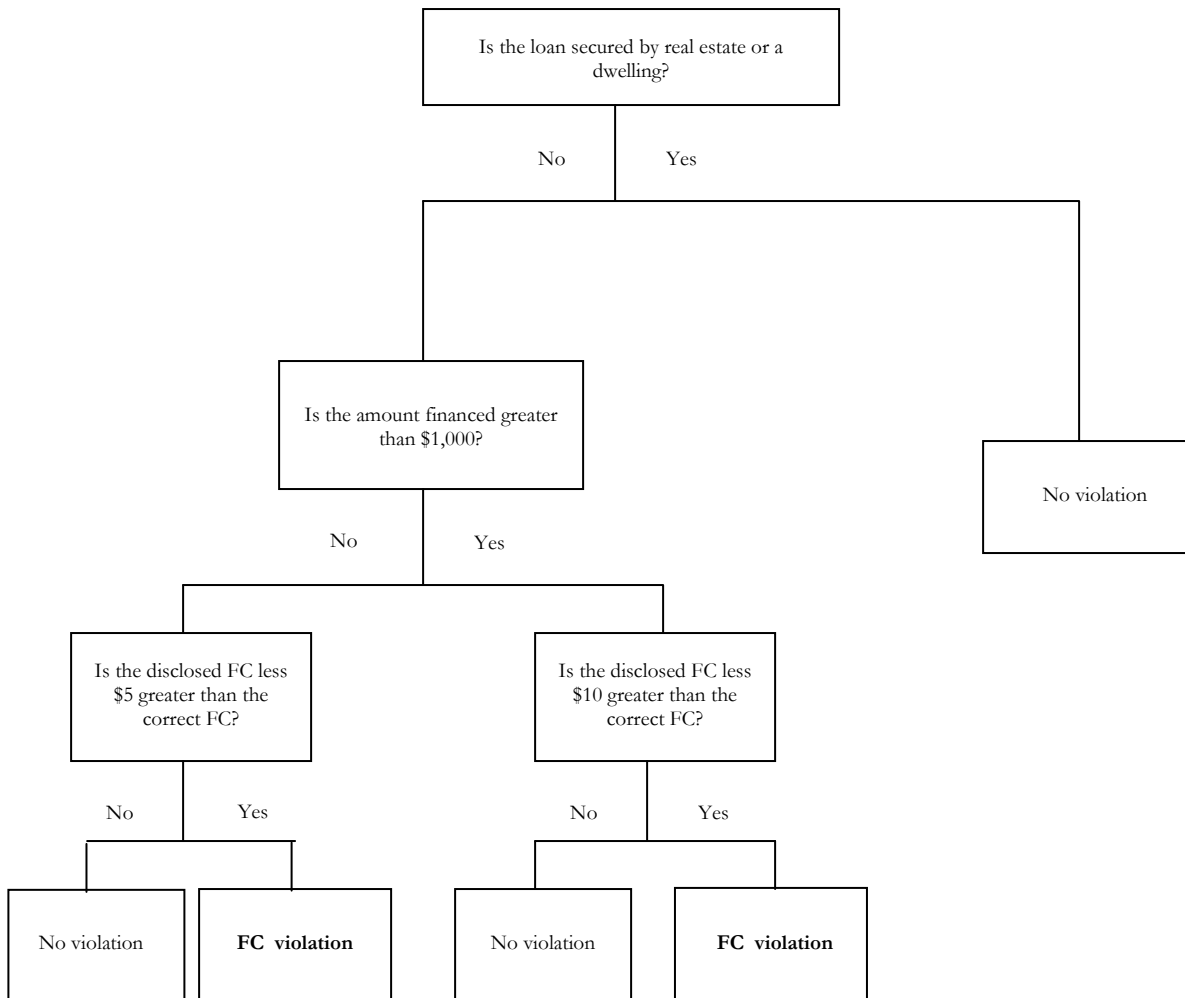 Is the loan secured by real estate or a
dwelling?
No
Yes
Is the amount financed greater
than $1,000?
No violation
No
Yes
Is the disclosed FC less
$5 greater than the
correct FC?
Is the disclosed FC less
$10 greater than the
correct FC?
No
Yes
No
Yes
No violation
FC violation
No violation
FC violation